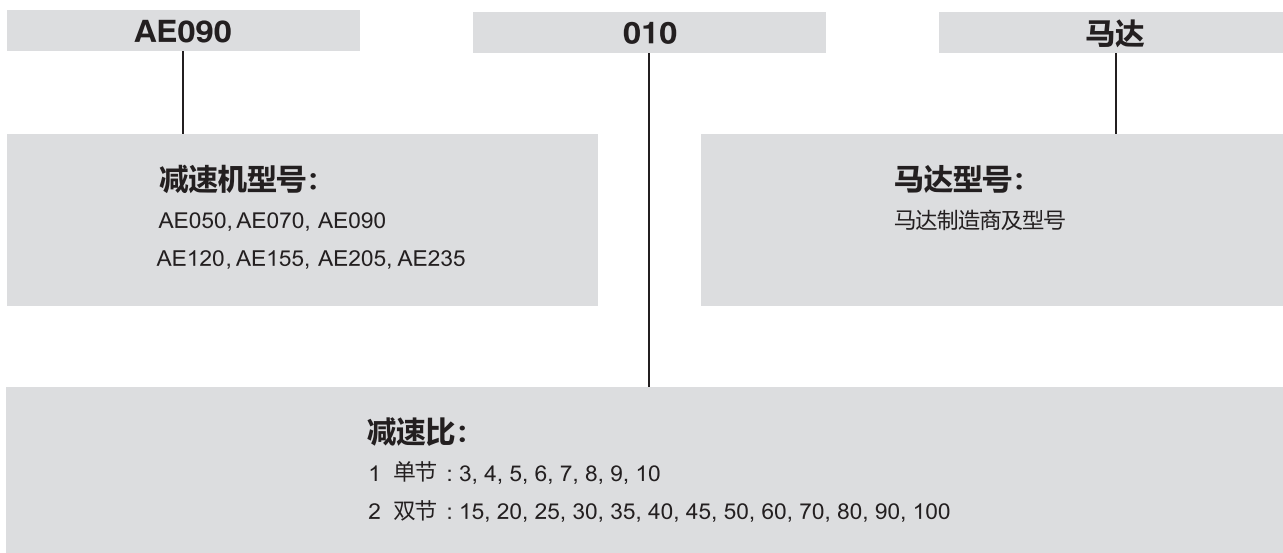 AE090
010
马达
减速机型号:
AE050, AE070, AE090
AE120, AE155, AE205, AE235
马达型号:
马达制造商及型号
减速比:
1 单节 : 3, 4, 5, 6, 7, 8, 9, 10
2 双节 : 15, 20, 25, 30, 35, 40, 45, 50, 60, 70, 80, 90, 100